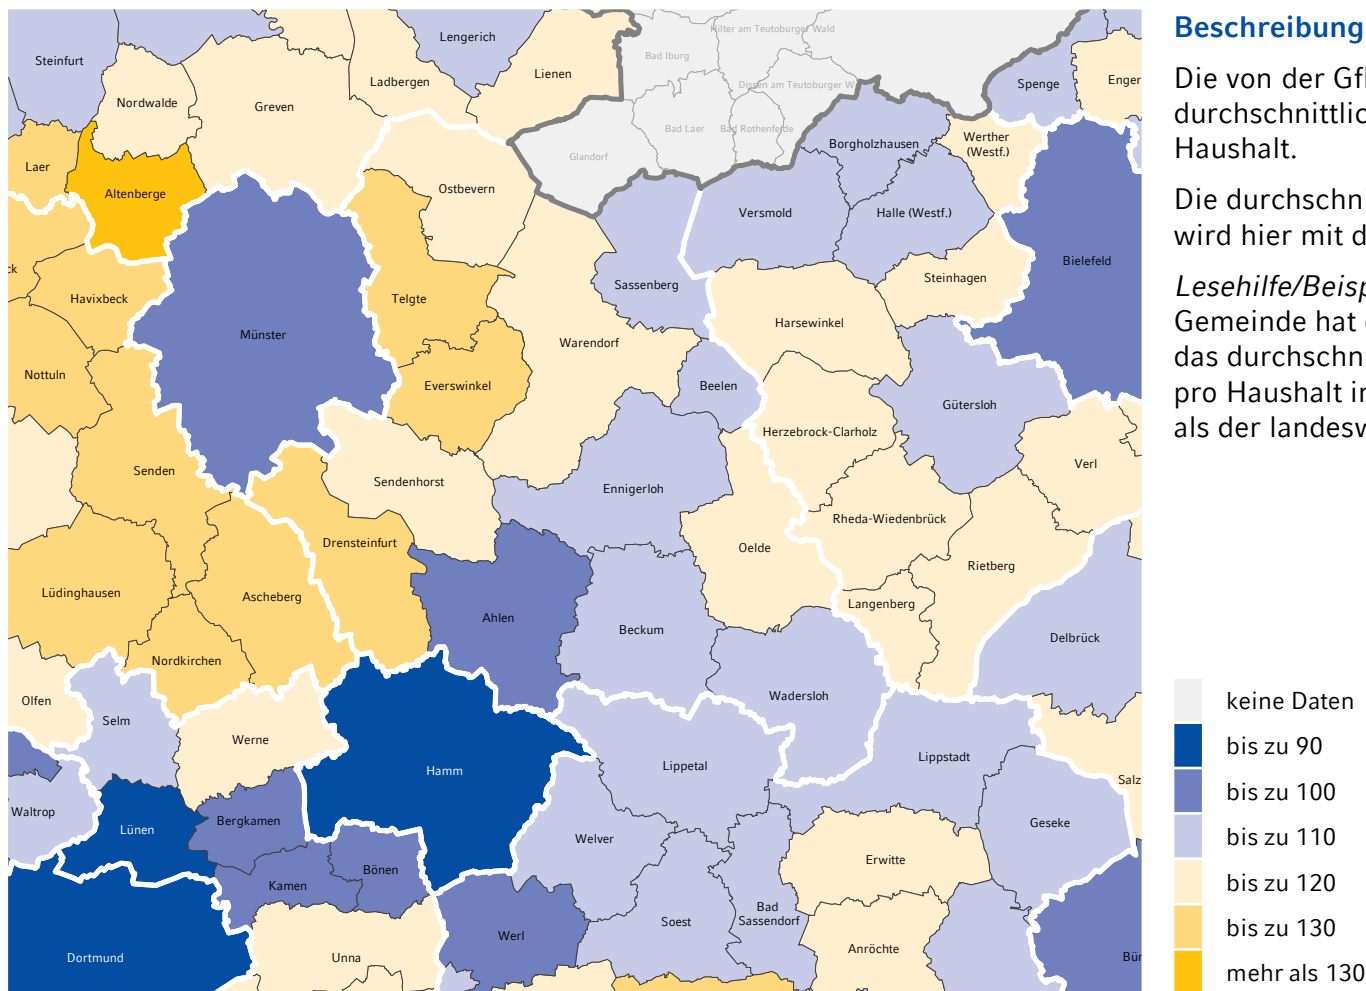 Steinfurt
Lengerich
Hilter am Teutoburger Wald
Bad Iburg
Lienen
Ladbergen
Nordwalde
Greven
Dissen am Teutoburger W
Spenge
Enger
Bad Laer
Bad Rothenfelde
Borgholzhausen
Werther
(Westf.)
Glandorf
Laer
Altenberge
Ostbevern
Versmold
Halle (Westf.)
Bielefeld
ck
Havixbeck
Telgte
Sassenberg
Steinhagen
Münster
Warendorf
Harsewinkel
Nottuln
Everswinkel
Beelen
Gütersloh
Herzebrock-Clarholz
Senden
Sendenhorst
Ennigerloh
Verl
Rheda-Wiedenbrück
Drensteinfurt
Oelde
Rietberg
Lüdinghausen
Ascheberg
Ahlen
Beckum
Langenberg
Delbrück
Nordkirchen
Olfen
Selm
Wadersloh
Werne
Hamm
Lippetal
Lippstadt
Salz
Waltrop
Lünen
Bergkamen
Welver
Geseke
Bönen
Kamen
Erwitte
Soest
Bad
Sassendorf
Werl
Dortmund
Unna
Anröchte
Bür
Beschreibung
Die von der Gf
durchschnittlic
Haushalt.
Die durchschni
wird hier mit d
Lesehilfe/Beisp
Gemeinde hat
das durchschn
pro Haushalt i
als der landesw
keine Daten
bis zu 90
bis zu 100
bis zu 110
bis zu 120
bis zu 130
mehr als 130